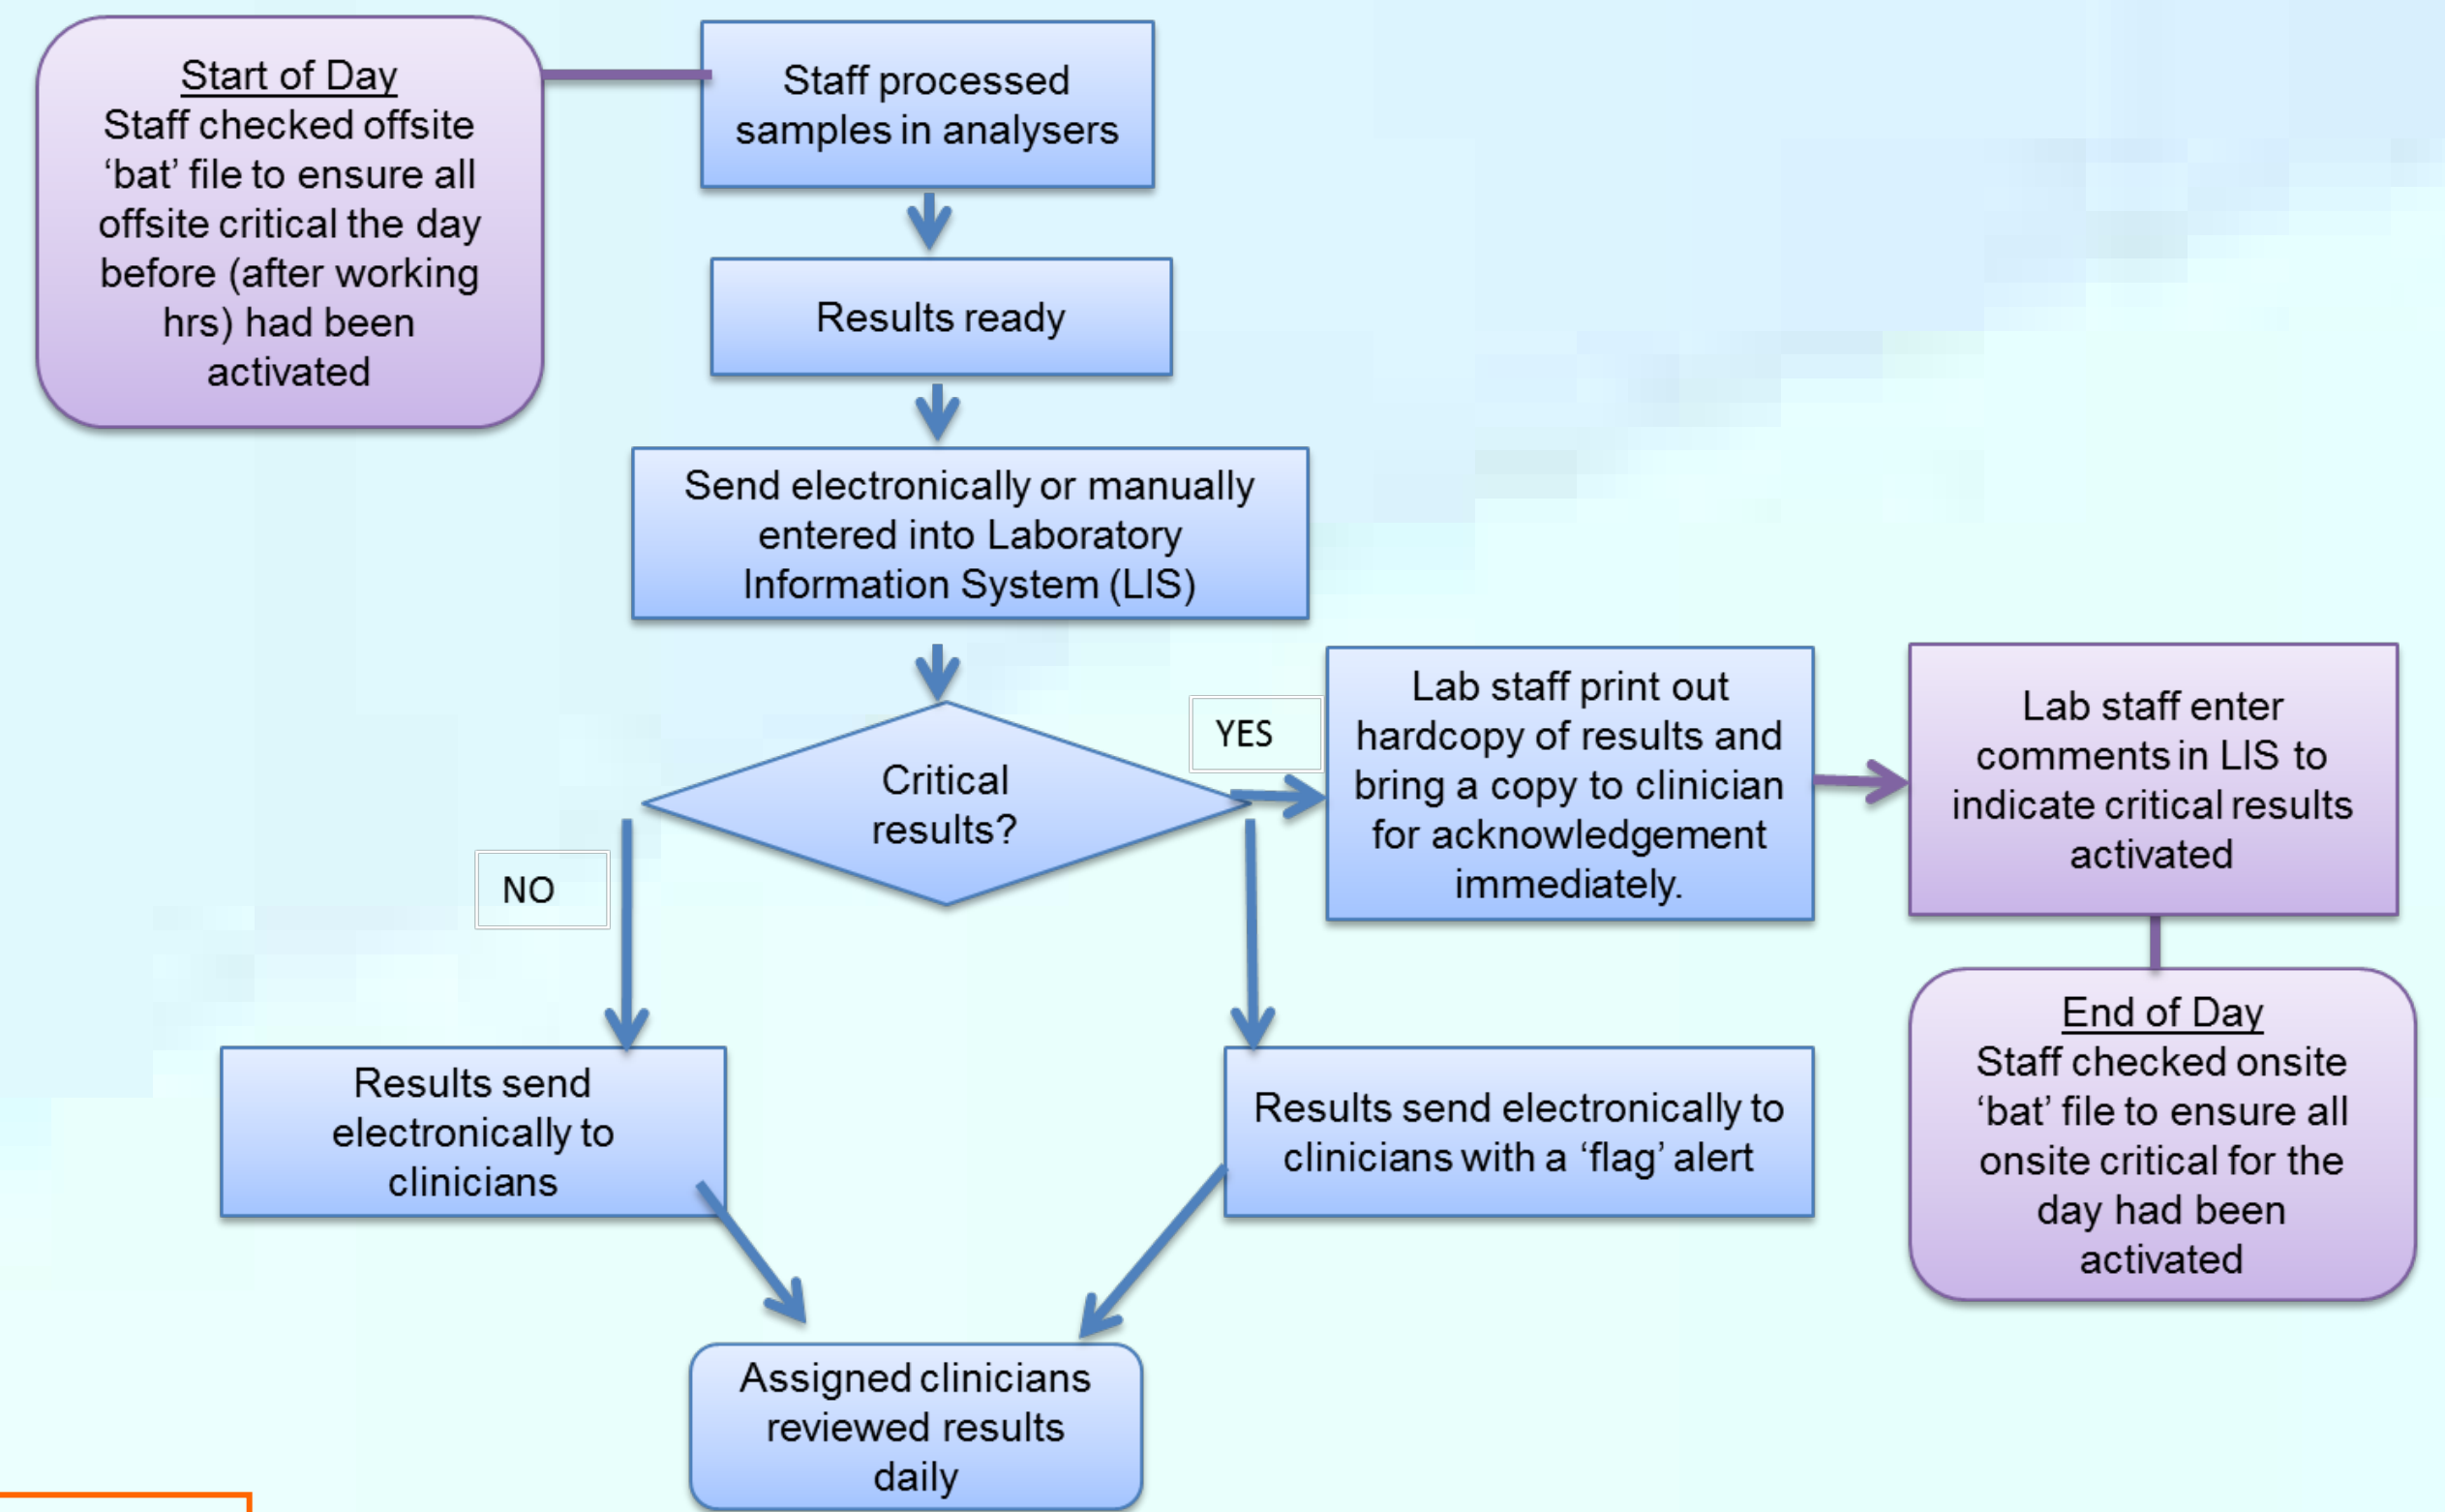 Start of Day
Staff checked offsite
‘bat’ file to ensure all
offsite critical the day
before (after working
hrs) had been
activated
Staff processed
samples in analysers
Results ready
Send electronically or manually
entered into Laboratory
Information System (LIS)
Critical
results?
YES
Lab staff print out
hardcopy of results and
bring a copy to clinician
for acknowledgement
immediately.
Lab staff enter
comments in LIS to
indicate critical results
activated
NO
Results send
electronically to
clinicians
Results send electronically to
clinicians with a ‘flag’ alert
End of Day
Staff checked onsite
‘bat’ file to ensure all
onsite critical for the
day had been
activated
Assigned clinicians
reviewed results
daily